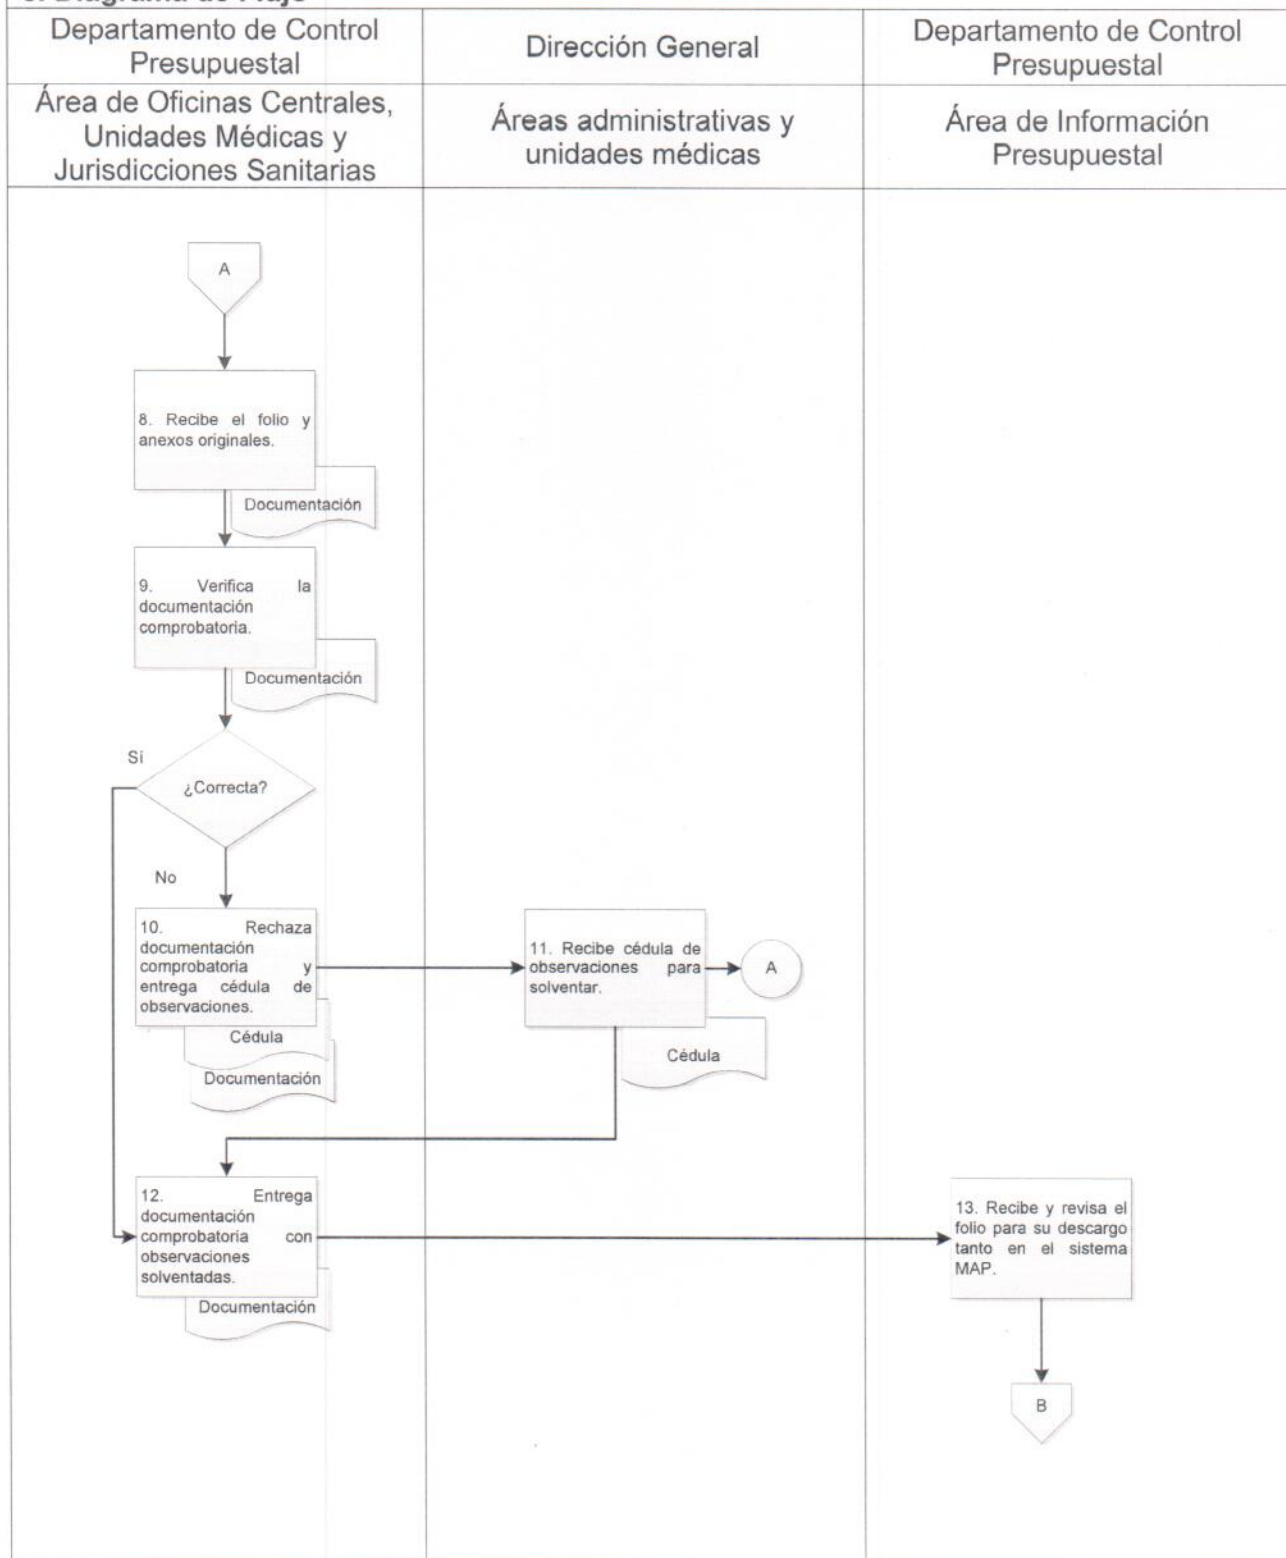 Departamento de Control
Presupuestal
Dirección General
Departamento de Control
Presupuestal
Área de Oficinas Centrales,
Unidades Médicas y
Jurisdicciones Sanitarias
Áreas administrativas y
unidades médicas
Área de Información
Presupuestal
A
8. Recibe el folio y
anexos originales.
Documentación
9. Verifica la
documentación
comprobatoria.
Documentación
Sí
¿Correcta?
No
10. Rechaza
documentación
comprobatoria y
entrega cédula de
observaciones.
Cédula
Documentación
11. Recibe cédula de
observaciones para
solventar.
A
Cédula
12. Entrega
documentación
comprobatoria con
observaciones
solventadas.
Documentación
13. Recibe y revisa el
folio para su descargo
tanto en el sistema
MAP.
B